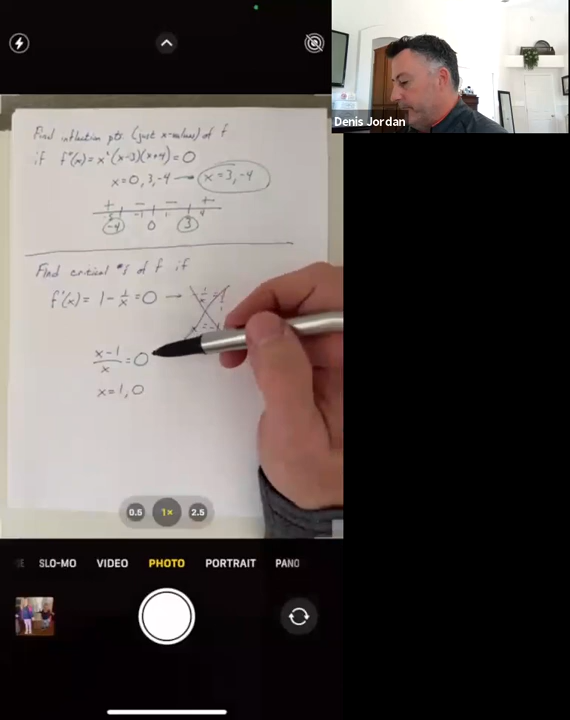 Denis Jordan
Find inflection pts. (just x-values) of f
if f"(x) = x²(x-3)(x+4) = 0
x=0,3,-4 → x=3,-4
+ - - +
-4 0 3
Find critical #s of f if
f'(x) = 1 - 1/x = 0 →
x-1/x = 0
x=1,0
0.5 1× 2.5
SLO-MO VIDEO PHOTO PORTRAIT PANO